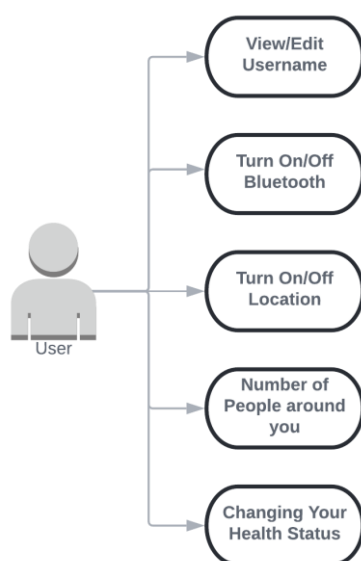 View/Edit
Username
Turn On/Off
Bluetooth
Turn On/Off
Location
User
Number of
People around
you
Changing Your
Health Status